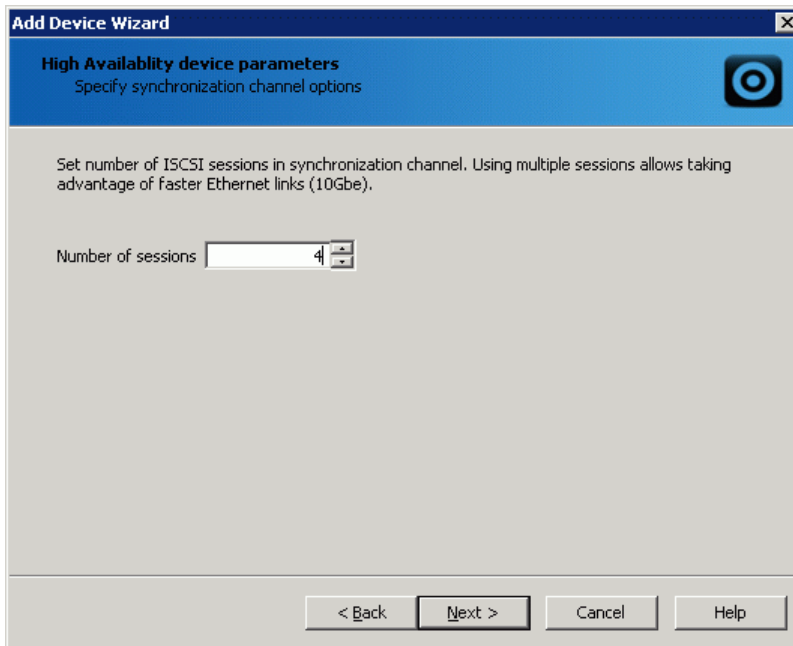 Add Device Wizard
High Availablity device parameters
Specify synchronization channel options
Set number of ISCSI sessions in synchronization channel. Using multiple sessions allows taking
advantage of faster Ethernet links (10Gbe).
Number of sessions 4
< Back Next > Cancel Help